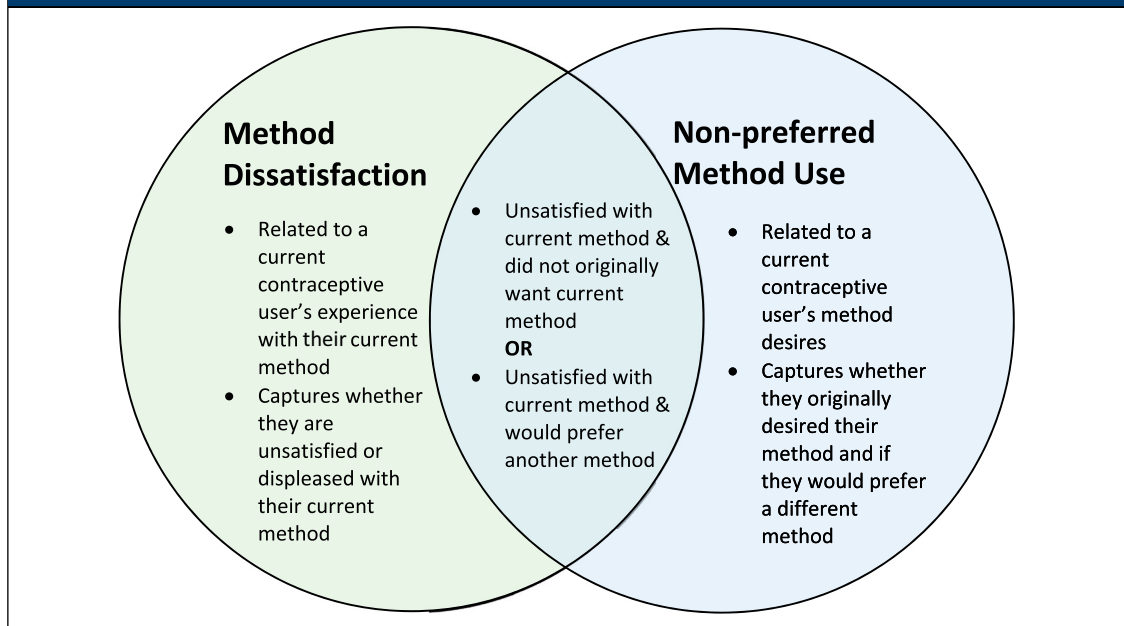 Method
Dissatisfaction
• Related to a
current
contraceptive
user’s experience
with their current
method
• Captures whether
they are
unsatisfied or
displeased with
their current
method
• Unsatisfied with
current method &
did not originally
want current
method
OR
• Unsatisfied with
current method &
would prefer
another method
Non-preferred
Method Use
• Related to a
current
contraceptive
user’s method
desires
• Captures whether
they originally
desired their
method and if
they would prefer
a different
method